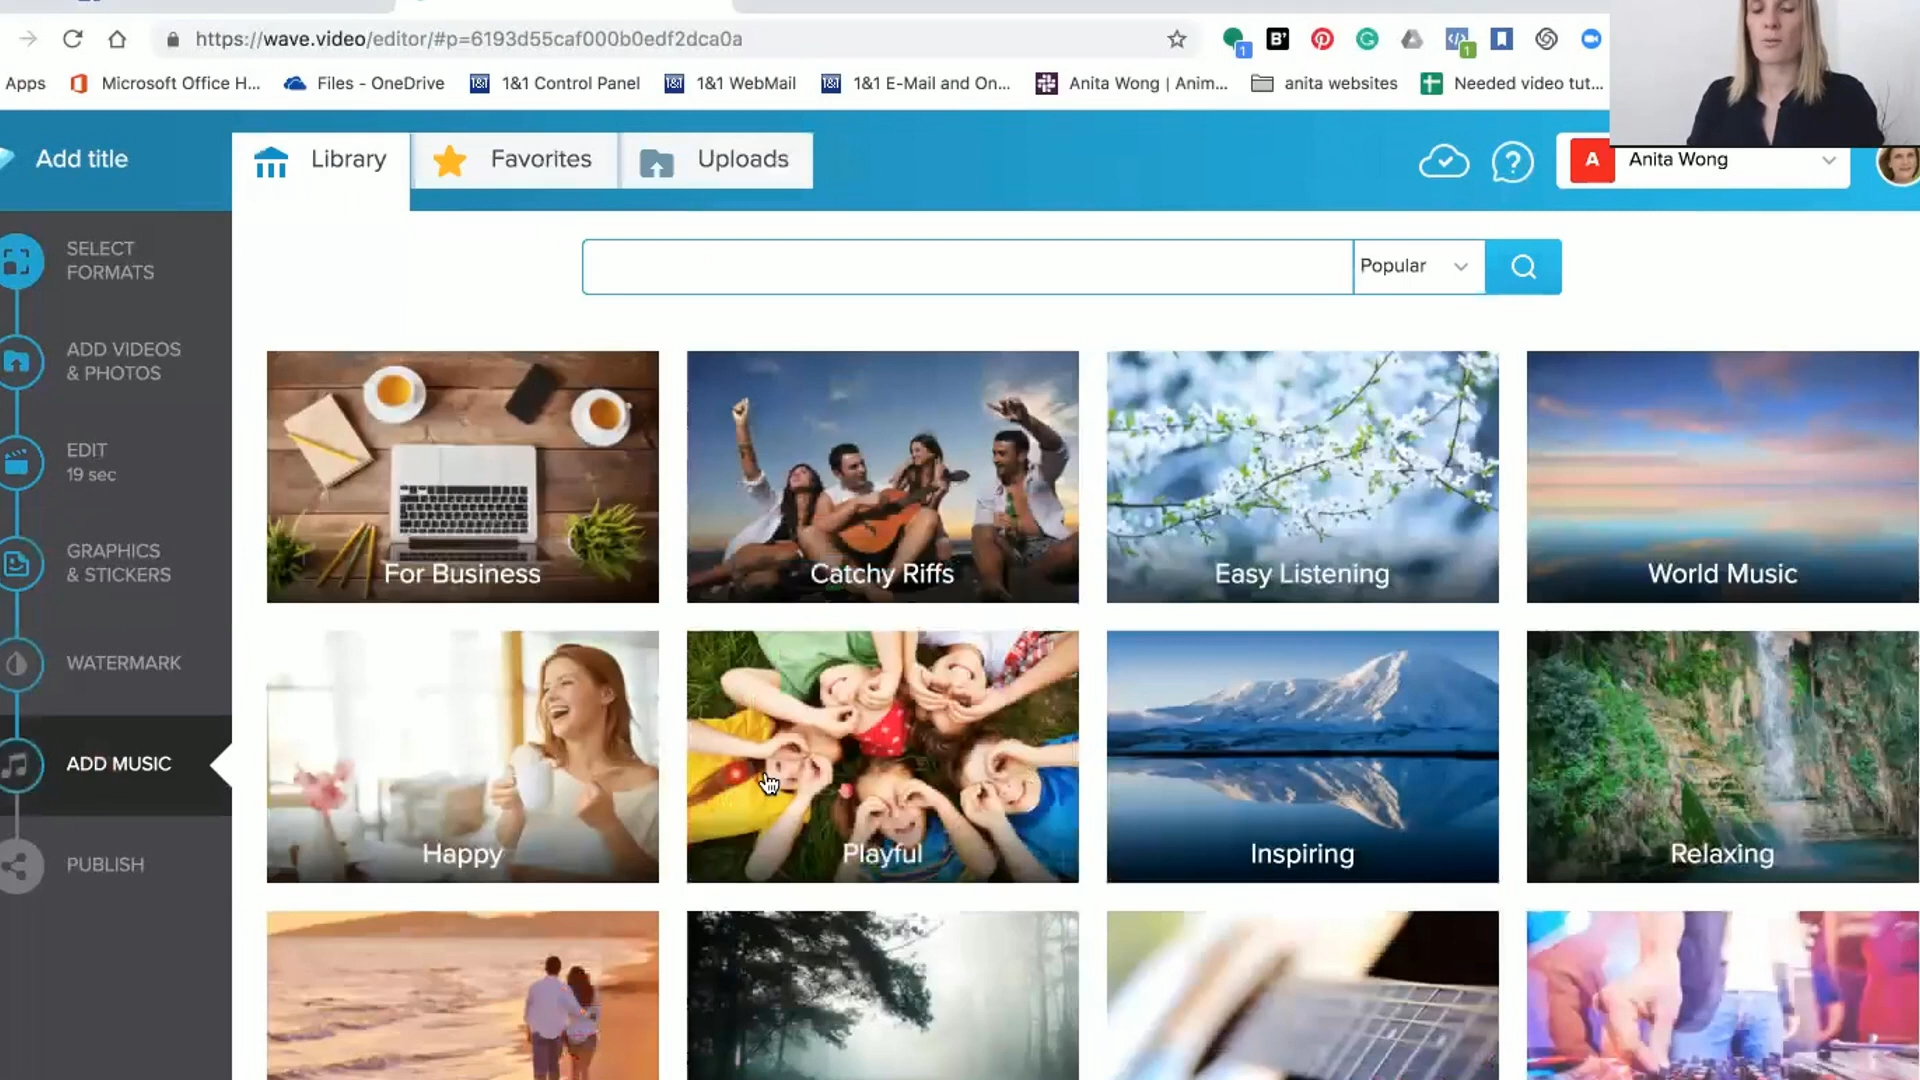 https://wave.video/editor/#p=6193d55caf000b0edf2dca0a
1
1
Apps Microsoft Office H... Files - OneDrive 1&1 Control Panel 1&1 WebMail 1&1 E-Mail and On... Anita Wong | Anim... anita websites Needed video tut...
Add title
Library
Favorites
Uploads
A
Anita Wong
SELECT
FORMATS
ADD VIDEOS
& PHOTOS
EDIT
19 sec
GRAPHICS
& STICKERS
WATERMARK
ADD MUSIC
PUBLISH
Popular
For Business
Catchy Riffs
Easy Listening
World Music
Happy
Playful
Inspiring
Relaxing